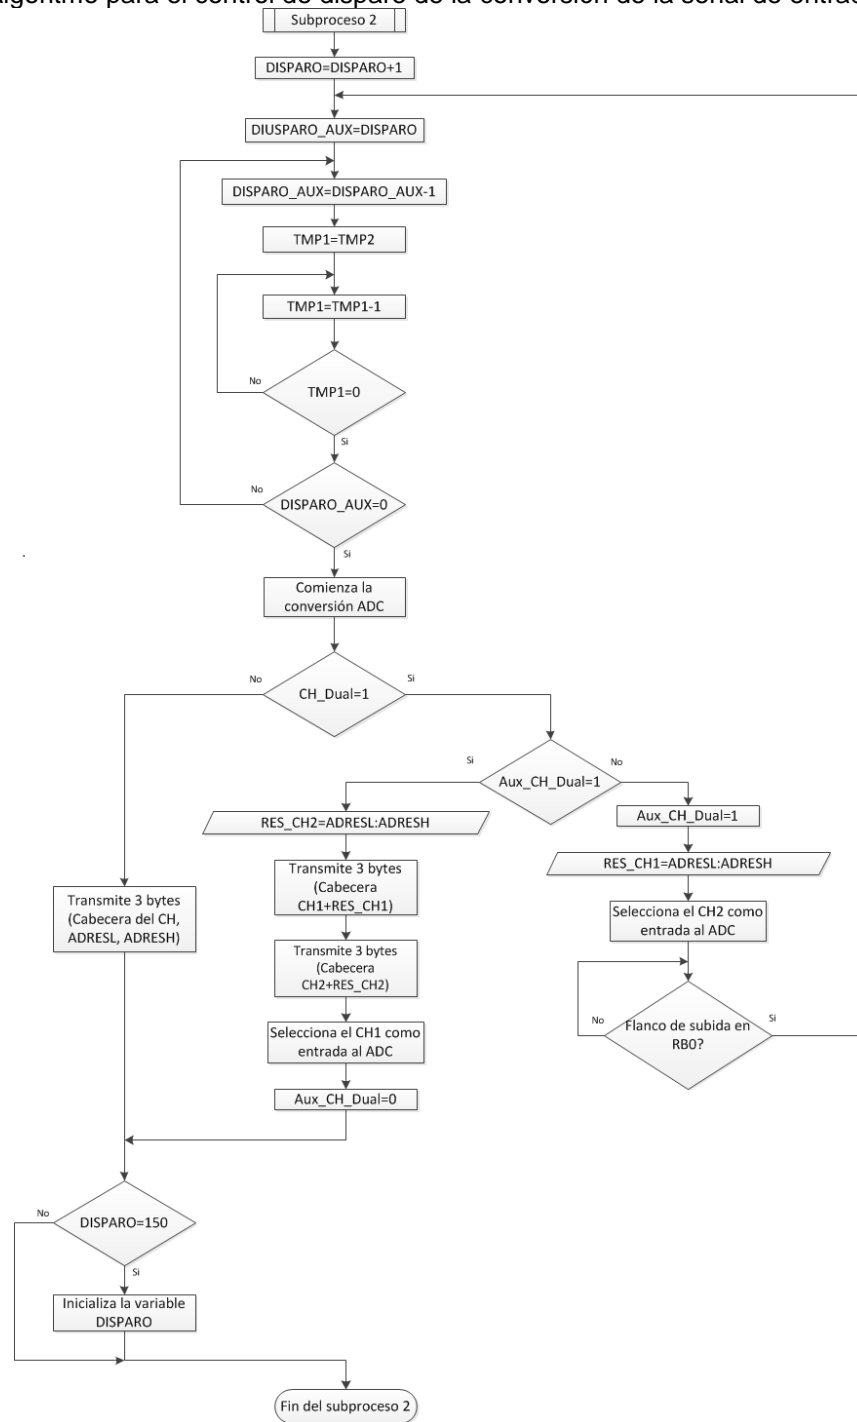 algoritmo para el control de disparo de la conversión de la señal de entrad
Subproceso 2
DISPARO=DISPARO+1
DIUSPARO_AUX=DISPARO
DISPARO_AUX=DISPARO_AUX-1
TMP1=TMP2
TMP1=TMP1-1
No
TMP1=0
Si
No
DISPARO_AUX=0
Si
Comienza la
conversión ADC
No
CH_Dual=1
Si
Si
Aux_CH_Dual=1
No
RES_CH2=ADRESL:ADRESH
Aux_CH_Dual=1
Transmite 3 bytes
(Cabecera
CH1+RES_CH1)
RES_CH1=ADRESL:ADRESH
Transmite 3 bytes
(Cabecera del CH,
ADRESL, ADRESH)
Selecciona el CH2 como
entrada al ADC
Transmite 3 bytes
(Cabecera
CH2+RES_CH2)
No
Flanco de subida en
RB0?
Si
Selecciona el CH1 como
entrada al ADC
Aux_CH_Dual=0
No
DISPARO=150
Si
Inicializa la variable
DISPARO
Fin del subproceso 2